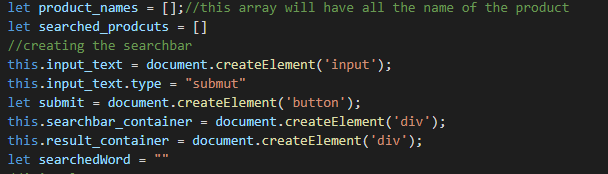 let product_names = [];//this array will have all the name of the product
let searched_prodcuts = []
//creating the searchbar
this.input_text = document.createElement('input');
this.input_text.type = "submut"
let submit = document.createElement('button');
this.searchbar_container = document.createElement('div');
this.result_container = document.createElement('div');
let searchedWord = ""